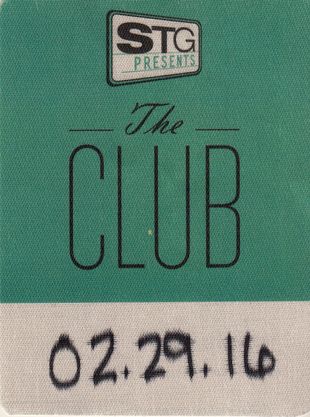 STG
PRESENTS
The
CLUB
02.29.16